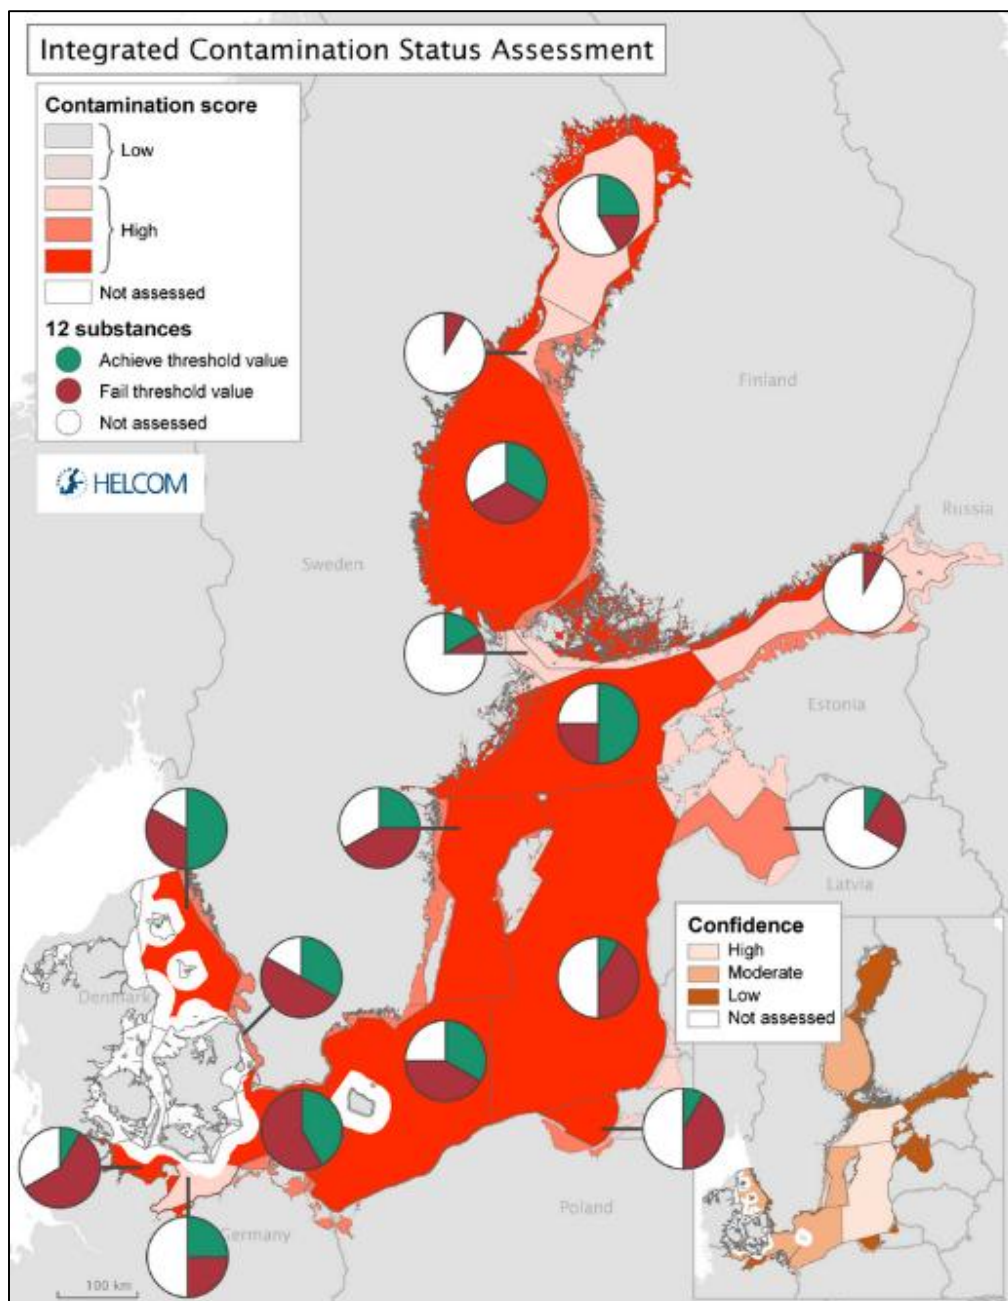 Integrated Contamination Status Assessment
Contamination score
Low
High
Not assessed
12 substances
Achieve threshold value
Fail threshold value
Not assessed
HELCOM
Finland
Russia
Sweden
Estonia
Latvia
Denmark
Confidence
High
Moderate
Low
Not assessed
Poland
Germany
100 km